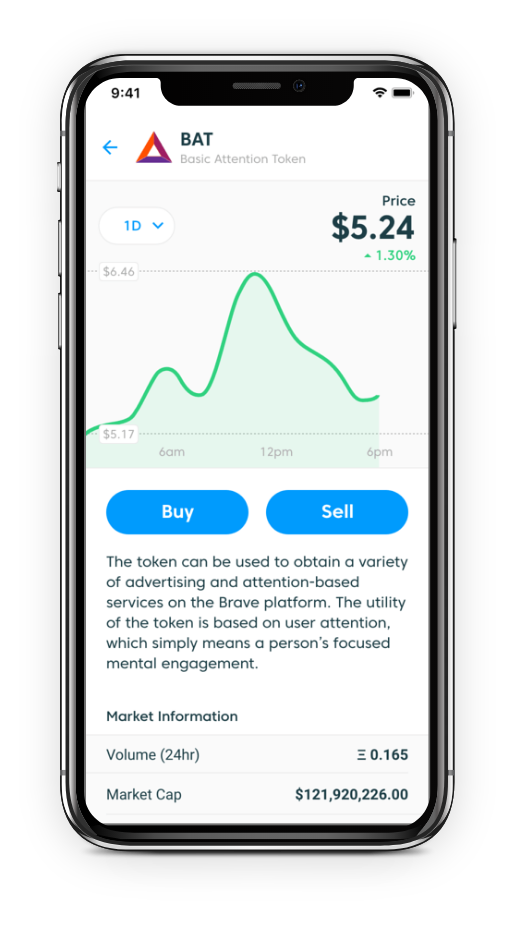 9:41
BAT
Basic Attention Token
Price
1D
$5.24
1.30%
$6.46
$5.17
6am 12pm 6pm
Buy Sell
The token can be used to obtain a variety
of advertising and attention-based
services on the Brave platform. The utility
of the token is based on user attention,
which simply means a person's focused
mental engagement.
Market Information
Volume (24hr) Ξ 0.165
Market Cap $121,920,226.00